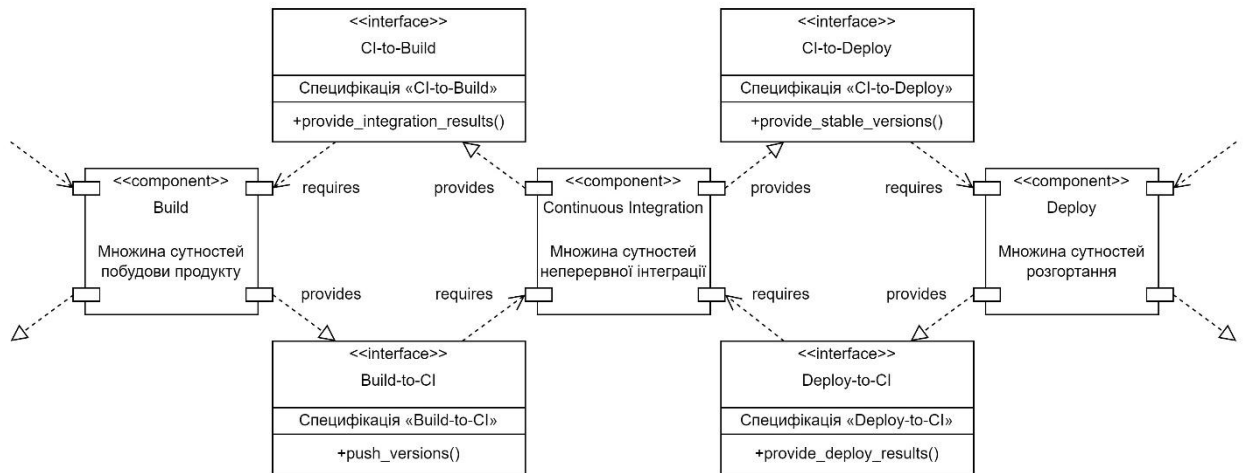 <<interface>>
CI-to-Build
Специфікація «CI-to-Build»
+provide_integration_results()
<<interface>>
CI-to-Deploy
Специфікація «CI-to-Deploy»
+provide_stable_versions()
<<component>>
Build
Множина сутностей
побудови продукту
requires
provides
<<component>>
Continuous Integration
Множина сутностей
неперервної інтеграції
provides
requires
<<component>>
Deploy
Множина сутностей
розгортання
provides
requires
requires
provides
<<interface>>
Build-to-CI
Специфікація «Build-to-CI»
+push_versions()
<<interface>>
Deploy-to-CI
Специфікація «Deploy-to-CI»
+provide_deploy_results()